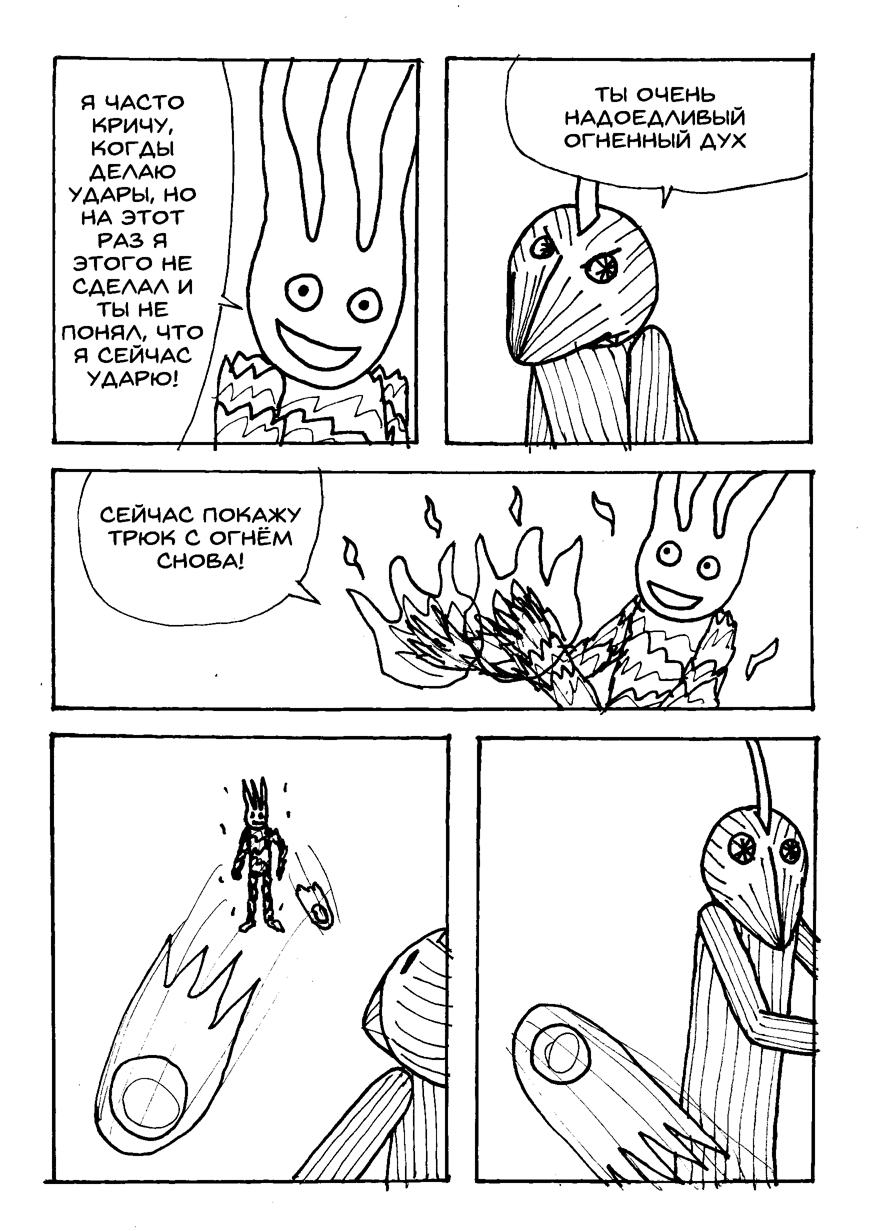 Я ЧАСТО
КРИЧУ,
КОГДЫ
ДЕЛАЮ
УДАРЫ, НО
НА ЭТОТ
РАЗ Я
ЭТОГО НЕ
СДЕЛАЛ И
ТЫ НЕ
ПОНЯЛ, ЧТО
Я СЕЙЧАС
УДАРЮ!
ТЫ ОЧЕНЬ
НАДОЕДЛИВЫЙ
ОГНЕННЫЙ ДУХ
СЕЙЧАС ПОКАЖУ
ТРЮК С ОГНЁМ
СНОВА!